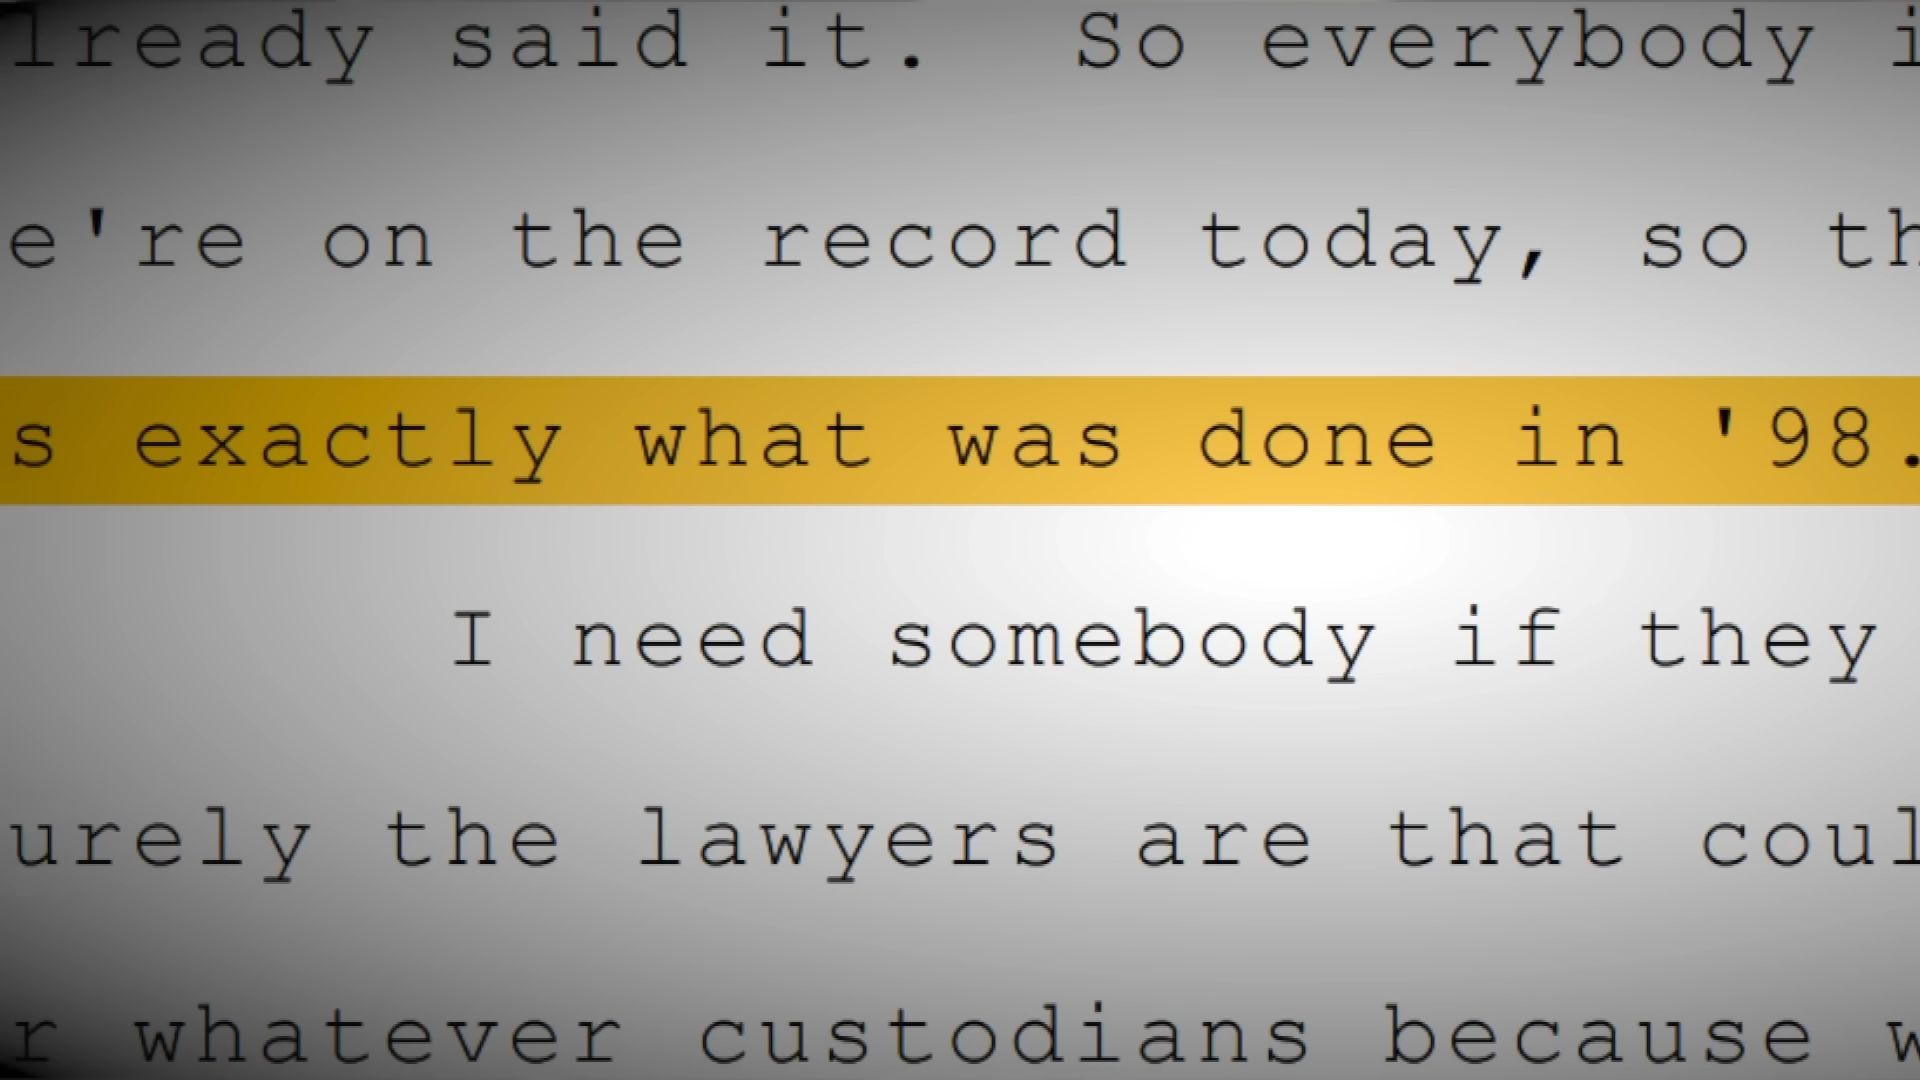 lready said it.  So everybody i
e're on the record today, so th
s exactly what was done in '98.
I need somebody if they
urely the lawyers are that coul
r whatever custodians because w